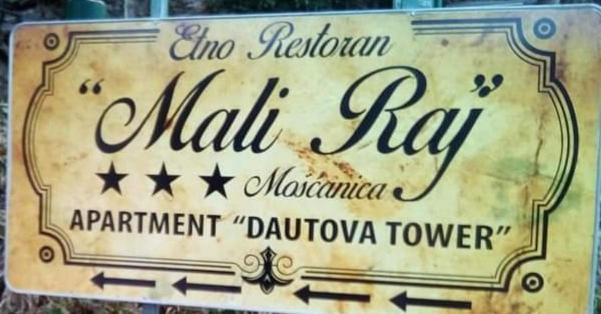 Etno Restoran
"Mali Raj"
★ ★ ★ Mošćanica
APARTMENT "DAUTOVA TOWER"